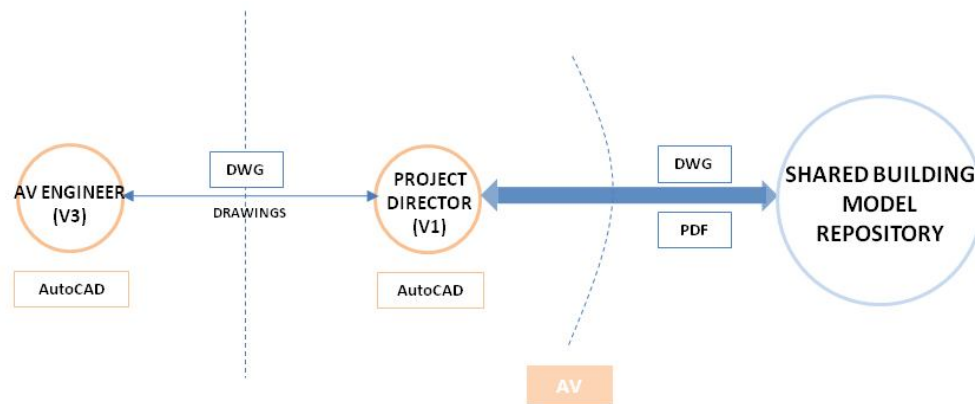 AV ENGINEER
(V3)
AutoCAD
DWG
DRAWINGS
PROJECT
DIRECTOR
(V1)
AutoCAD
DWG
PDF
SHARED BUILDING
MODEL
REPOSITORY
AV